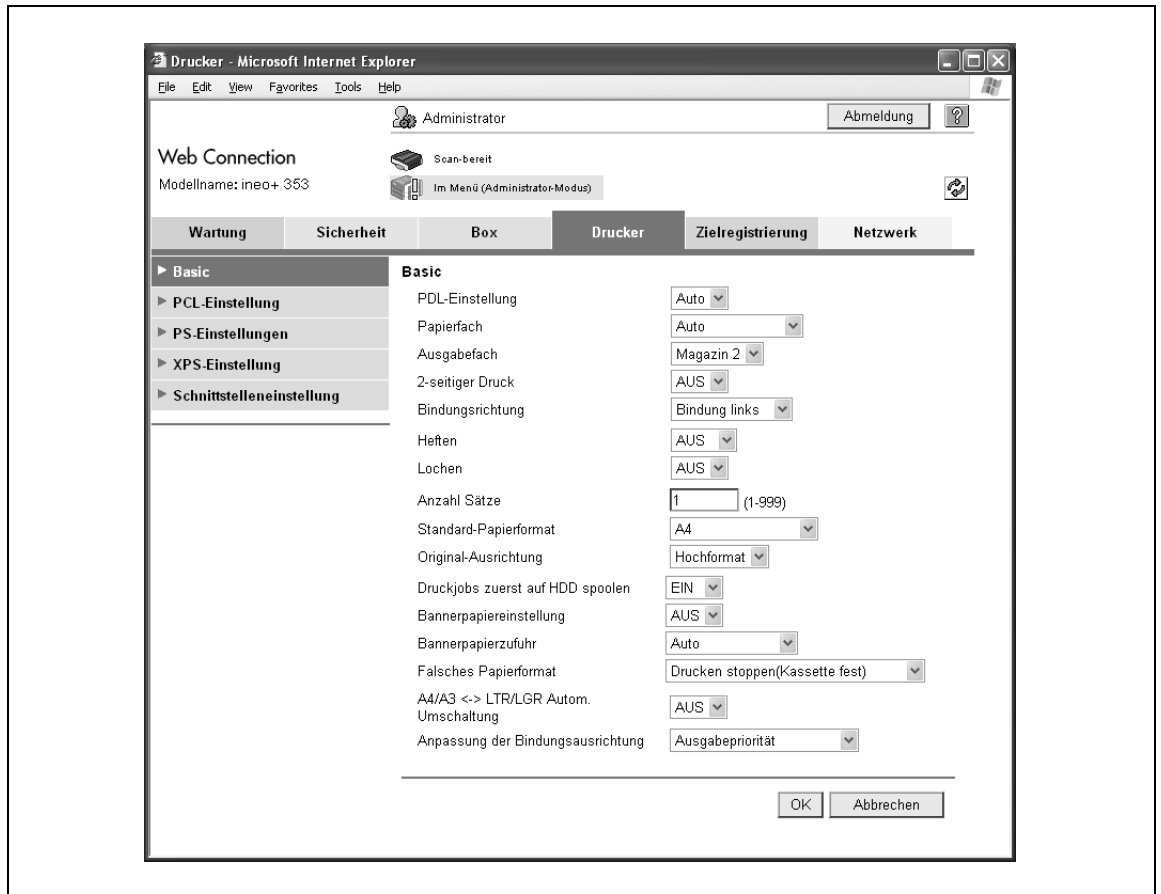 Drucker - Microsoft Internet Explorer
File Edit View Favorites Tools Help
Administrator Abmeldung ?
Web Connection Scan-bereit
Modellname: ineo+ 353 Im Menü (Administrator-Modus)
Wartung Sicherheit Box Drucker Zielregistrierung Netzwerk
Basic
PCL-Einstellung
PS-Einstellungen
XPS-Einstellung
Schnittstelleneinstellung
Basic
PDL-Einstellung Auto
Papierfach Auto
Ausgabefach Magazin 2
2-seitiger Druck AUS
Bindungsrichtung Bindung links
Heften AUS
Lochen AUS
Anzahl Sätze 1 (1-999)
Standard-Papierformat A4
Original-Ausrichtung Hochformat
Druckjobs zuerst auf HDD spoolen EIN
Bannerpapiereinstellung AUS
Bannerpapierzufuhr Auto
Falsches Papierformat Drucken stoppen(Kassette fest)
A4/A3 <-> LTR/LGR Autom.
Umschaltung AUS
Anpassung der Bindungsausrichtung Ausgabepriorität
OK Abbrechen